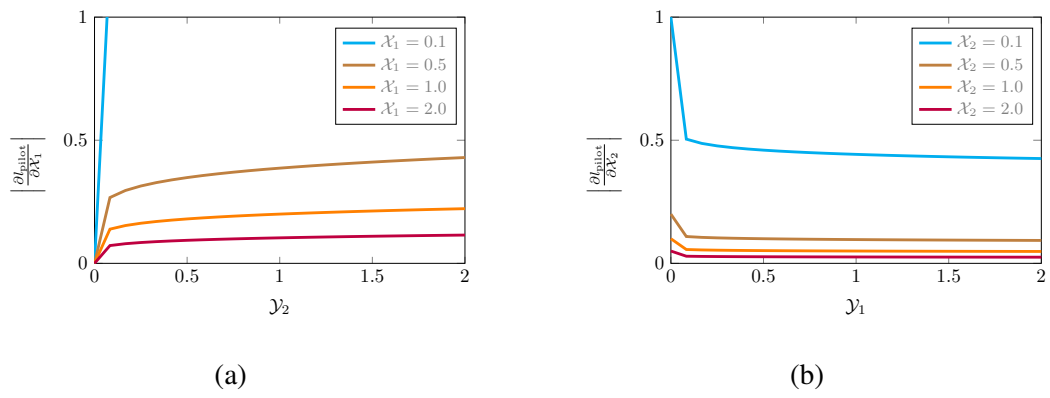 1
0.5
0
0 0.5 1 1.5 2
𝒴₂
|∂l_pilot/∂𝒳₁|
𝒳₁ = 0.1
𝒳₁ = 0.5
𝒳₁ = 1.0
𝒳₁ = 2.0
(a)
1
0.5
0
0 0.5 1 1.5 2
𝒴₁
|∂l_pilot/∂𝒳₂|
𝒳₂ = 0.1
𝒳₂ = 0.5
𝒳₂ = 1.0
𝒳₂ = 2.0
(b)